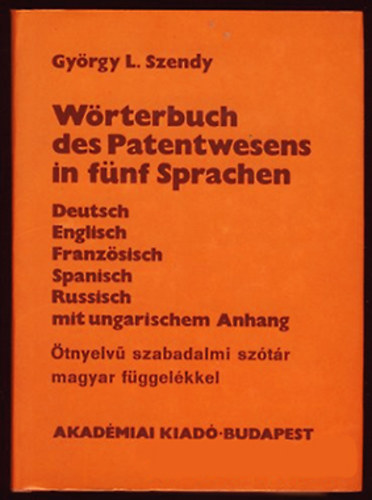 György L. Szendy
Wörterbuch
des Patentwesens
in fünf Sprachen
Deutsch
Englisch
Französisch
Spanisch
Russisch
mit ungarischem Anhang
Ötnyelvű szabadalmi szótár
magyar függelékkel
AKADÉMIAI KIADÓ·BUDAPEST